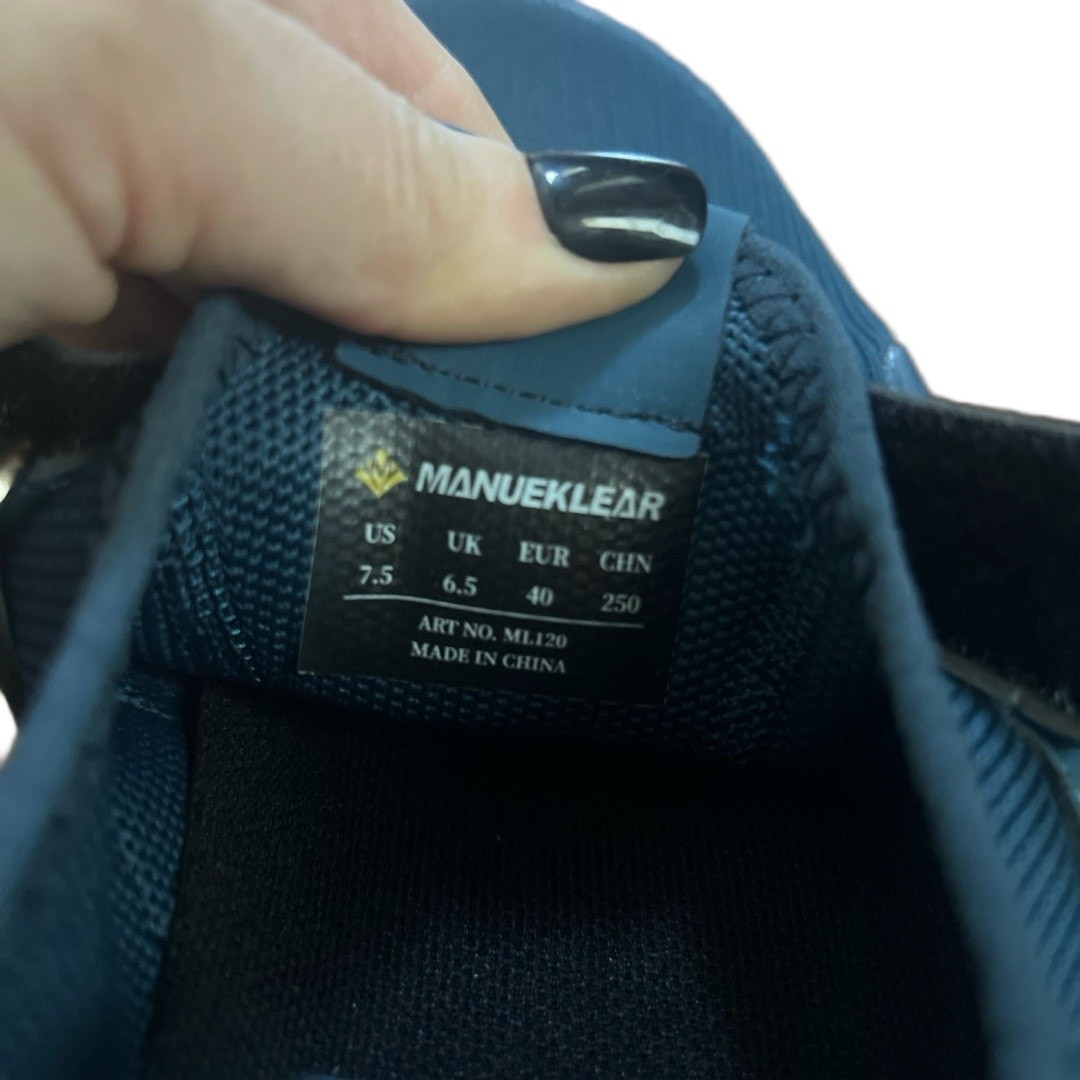 MANUEKLEAR
US UK EUR CHN
7.5 6.5 40 250
ART NO. ML120
MADE IN CHINA